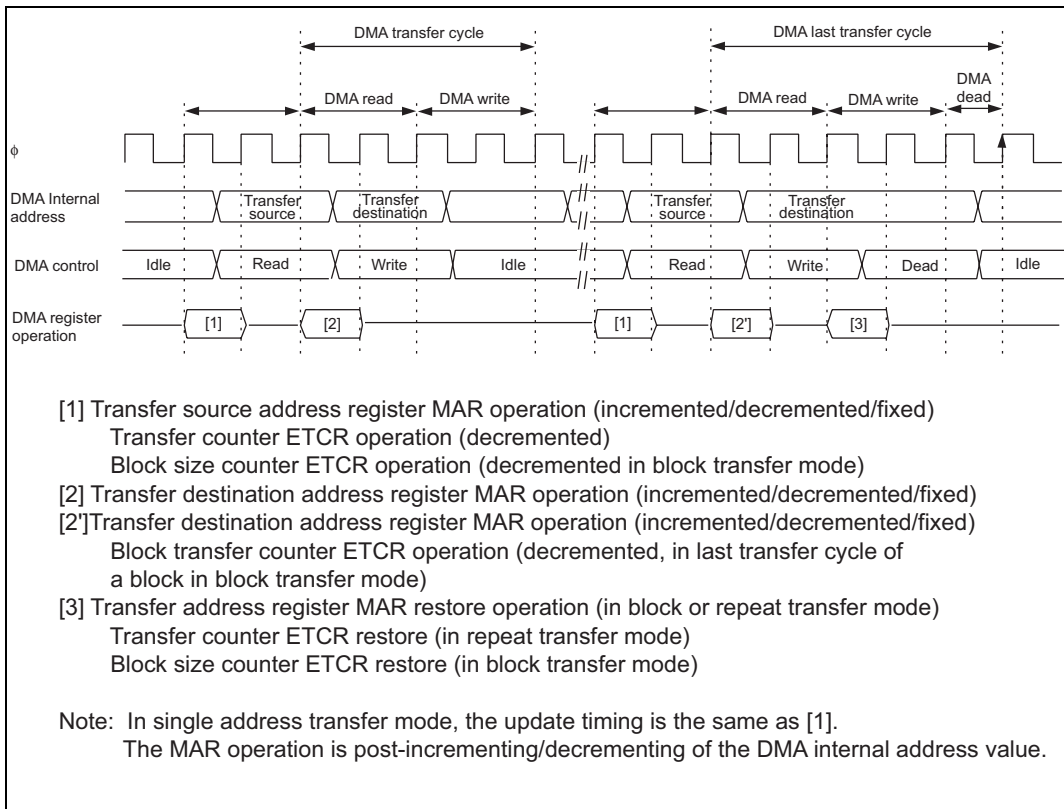 DMA transfer cycle
DMA last transfer cycle
DMA read
DMA write
DMA read
DMA write
DMA
dead
ϕ
DMA Internal
address
Transfer
source
Transfer
destination
Transfer
source
Transfer
destination
DMA control
Idle
Read
Write
Idle
Read
Write
Dead
Idle
DMA register
operation
[1]
[2]
[1]
[2']
[3]
[1] Transfer source address register MAR operation (incremented/decremented/fixed)
Transfer counter ETCR operation (decremented)
Block size counter ETCR operation (decremented in block transfer mode)
[2] Transfer destination address register MAR operation (incremented/decremented/fixed)
[2']Transfer destination address register MAR operation (incremented/decremented/fixed)
Block transfer counter ETCR operation (decremented, in last transfer cycle of
a block in block transfer mode)
[3] Transfer address register MAR restore operation (in block or repeat transfer mode)
Transfer counter ETCR restore (in repeat transfer mode)
Block size counter ETCR restore (in block transfer mode)
Note: In single address transfer mode, the update timing is the same as [1].
The MAR operation is post-incrementing/decrementing of the DMA internal address value.